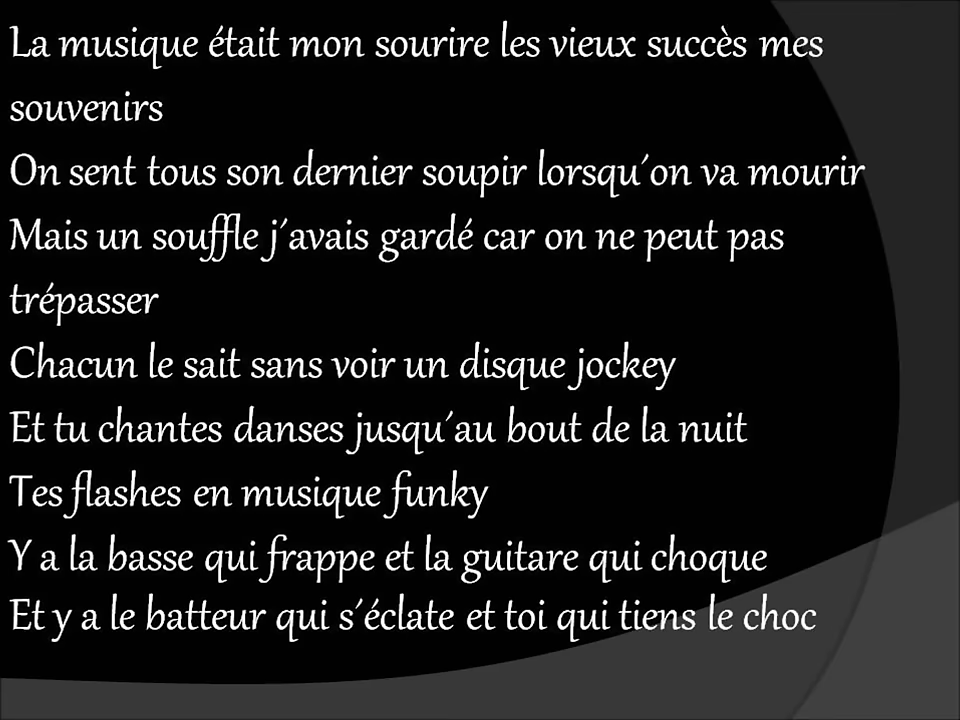 La musique était mon sourire les vieux succès mes
souvenirs
On sent tous son dernier soupir lorsqu´on va mourir
Mais un souffle j´avais gardé car on ne peut pas
trépasser
Chacun le sait sans voir un disque jockey
Et tu chantes danses jusqu´au bout de la nuit
Tes flashes en musique funky
Y a la basse qui frappe et la guitare qui choque
Et y a le batteur qui s´éclate et toi qui tiens le choc